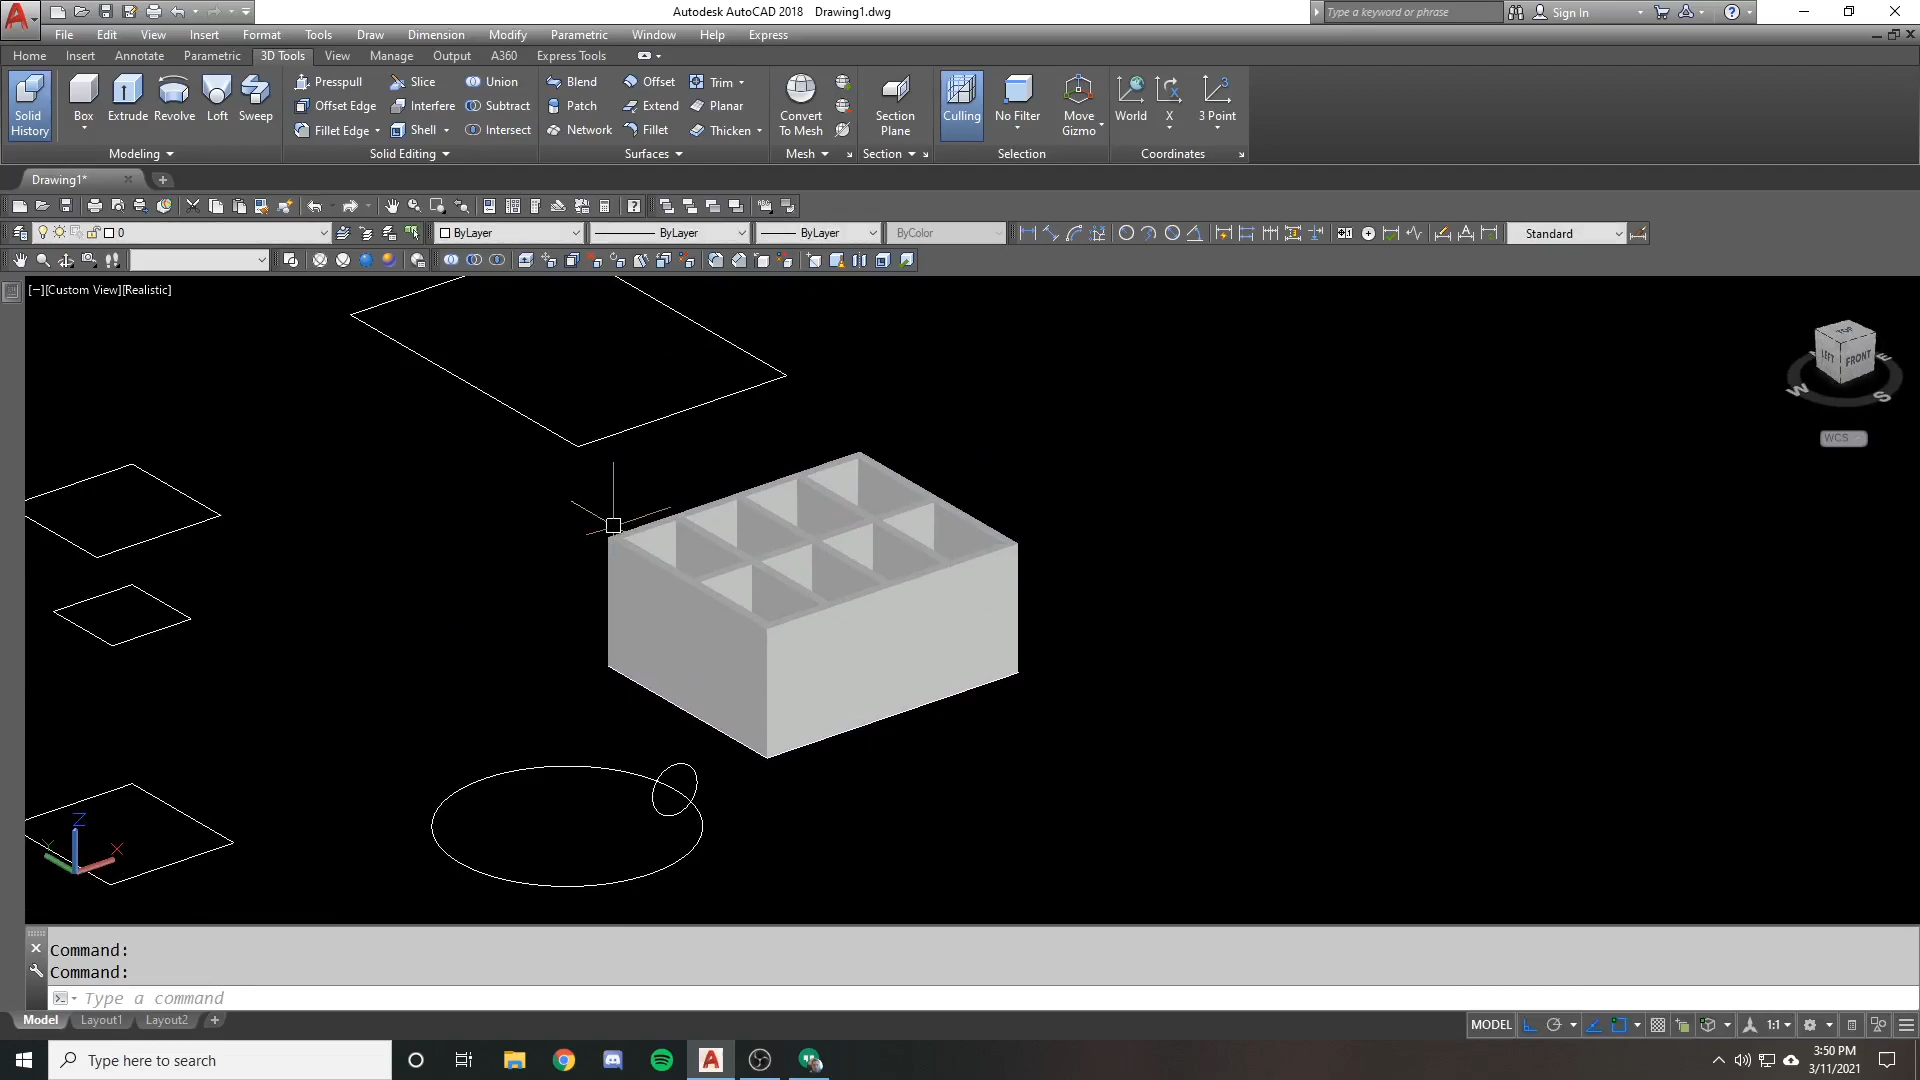 Autodesk AutoCAD 2018 Drawing1.dwg
Type a keyword or phrase
Sign In
File Edit View Insert Format Tools Draw Dimension Modify Parametric Window Help Express
Home Insert Annotate Parametric 3D Tools View Manage Output A360 Express Tools
Solid History
Box Extrude Revolve Loft Sweep
Presspull
Offset Edge
Fillet Edge
Slice
Interfere
Shell
Union
Subtract
Intersect
Blend
Patch
Network
Offset
Extend
Fillet
Trim
Planar
Thicken
Convert To Mesh
Section Plane
Culling
No Filter
Move Gizmo
World
X
3 Point
Modeling
Solid Editing
Surfaces
Mesh
Section
Selection
Coordinates
Drawing1*
0
ByLayer
ByLayer
ByLayer
ByColor
Standard
[−][Custom View][Realistic]
TOP
LEFT
FRONT
W
S
E
WCS
Z
Y
X
Command:
Command:
Type a command
Model Layout1 Layout2
MODEL
1:1
Type here to search
3:50 PM
3/11/2021